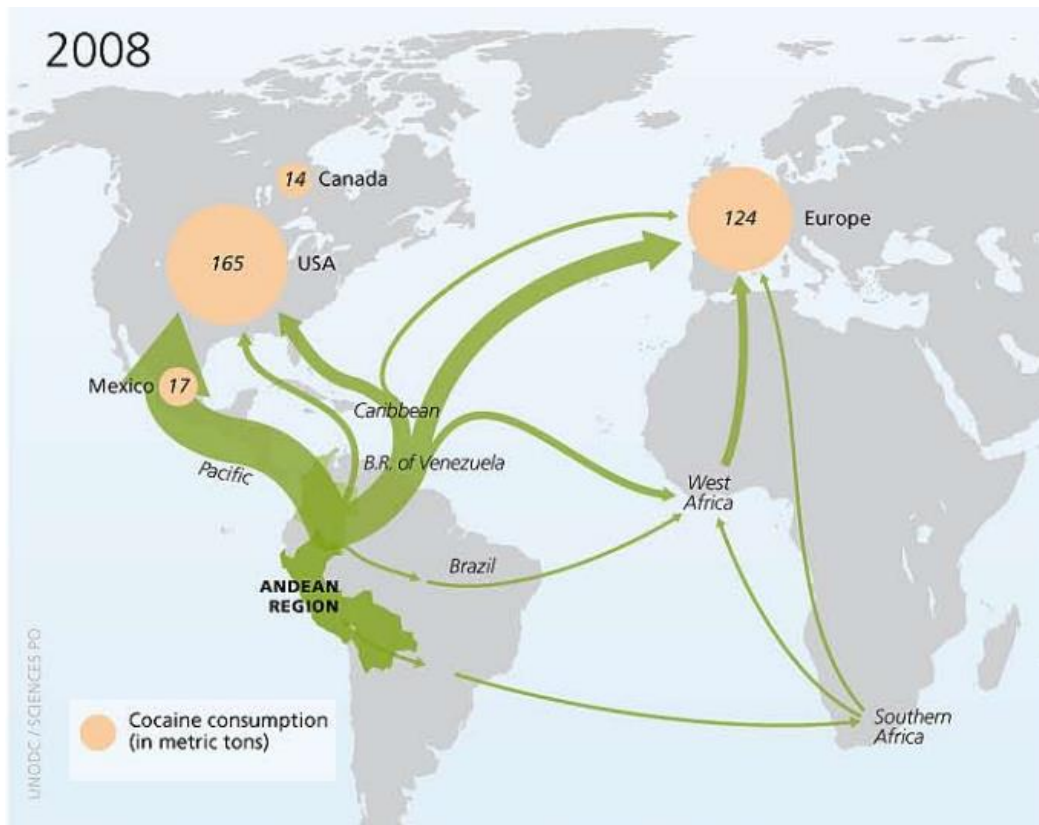 2008
14 Canada
165 USA
124 Europe
Mexico 17
Caribbean
Pacific
B.R. of Venezuela
West
Africa
Brazil
ANDEAN
REGION
Southern
Africa
Cocaine consumption
(in metric tons)
UNODC / SCIENCES PO